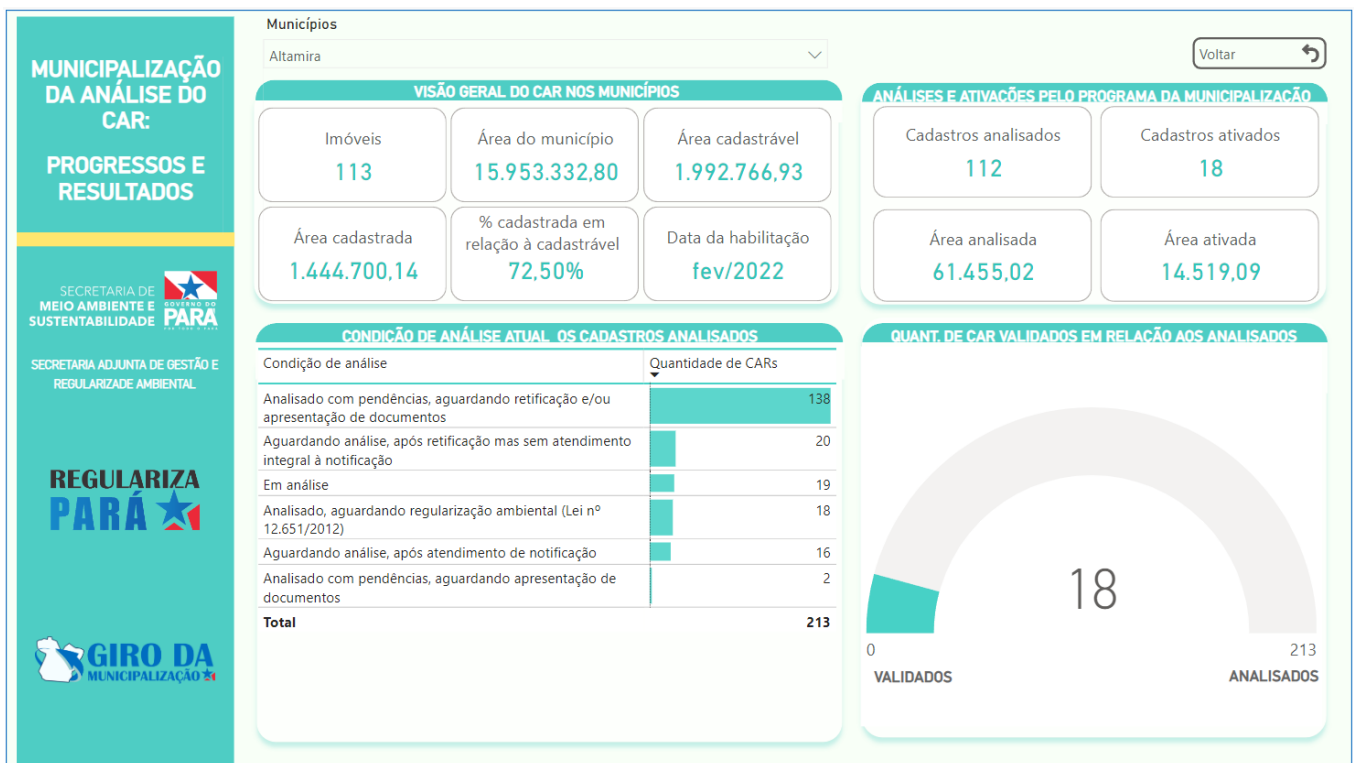 MUNICIPALIZAÇÃO
DA ANÁLISE DO
CAR:
PROGRESSOS E
RESULTADOS
SECRETARIA DE
MEIO AMBIENTE E
SUSTENTABILIDADE
GOVERNO DO
PARÁ
SECRETARIA ADJUNTA DE GESTÃO E
REGULARIZADE AMBIENTAL
REGULARIZA
PARÁ
GIRO DA
MUNICIPALIZAÇÃO
Municípios
Altamira
Voltar
VISÃO GERAL DO CAR NOS MUNICÍPIOS
Imóveis
113
Área do município
15.953.332,80
Área cadastrável
1.992.766,93
Área cadastrada
1.444.700,14
% cadastrada em
relação à cadastrável
72,50%
Data da habilitação
fev/2022
ANÁLISES E ATIVAÇÕES PELO PROGRAMA DA MUNICIPALIZAÇÃO
Cadastros analisados
112
Cadastros ativados
18
Área analisada
61.455,02
Área ativada
14.519,09
CONDIÇÃO DE ANÁLISE ATUAL OS CADASTROS ANALISADOS
Condição de análise Quantidade de CARs
Analisado com pendências, aguardando retificação e/ou 138
apresentação de documentos
Aguardando análise, após retificação mas sem atendimento 20
integral à notificação
Em análise 19
Analisado, aguardando regularização ambiental (Lei nº 18
12.651/2012)
Aguardando análise, após atendimento de notificação 16
Analisado com pendências, aguardando apresentação de 2
documentos
Total 213
QUANT. DE CAR VALIDADOS EM RELAÇÃO AOS ANALISADOS
18
0 213
VALIDADOS ANALISADOS